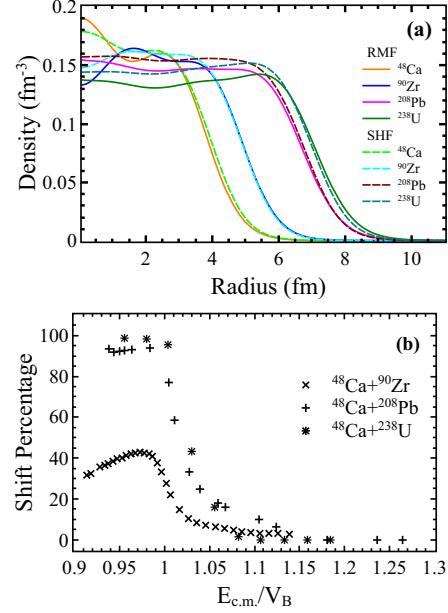 (a)
0.2
0.15
0.1
0.05
0
Density (fm⁻³)
RMF
⁴⁸Ca
⁹⁰Zr
²⁰⁸Pb
²³⁸U
SHF
⁴⁸Ca
⁹⁰Zr
²⁰⁸Pb
²³⁸U
2 4 6 8 10
Radius (fm)
(b)
100
80
60
40
20
0
Shift Percentage
⁴⁸Ca+⁹⁰Zr
⁴⁸Ca+²⁰⁸Pb
⁴⁸Ca+²³⁸U
0.9 0.95 1 1.05 1.1 1.15 1.2 1.25 1.3
E_c.m./V_B